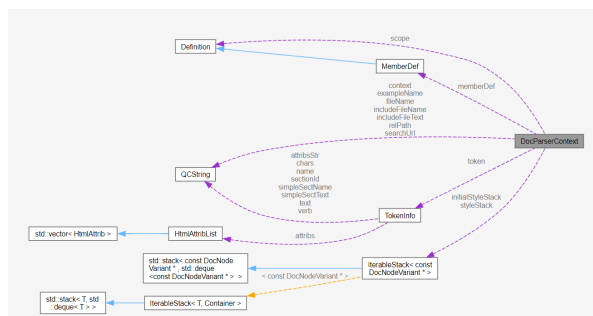 scope
Definition
MemberDef
memberDef
context
exampleName
fileName
includeFileName
includeFileText
relPath
searchUrl
DocParserContext
attribsStr
chars
name
sectionId
simpleSectName
simpleSectText
text
verb
token
QCString
initialStyleStack
styleStack
TokenInfo
std::vector< HtmlAttrib >
HtmlAttribList
attribs
std::stack< const DocNode
Variant * , std::deque
<const DocNodeVariant * > >
IterableStack< const
DocNodeVariant * >
< const DocNodeVariant * >
std::stack< T, std
::deque< T > >
IterableStack< T, Container >